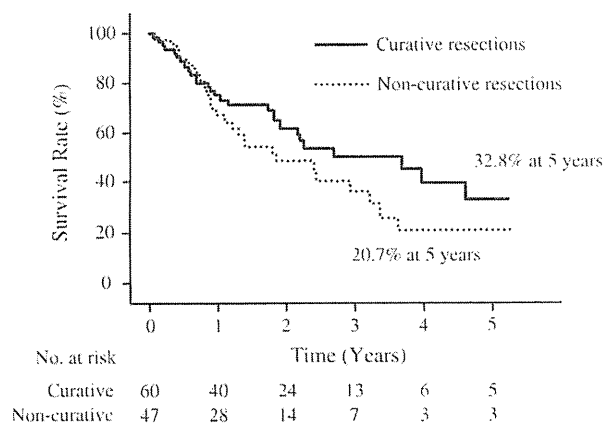 100
80
60
40
20
0
Survival Rate (%)
Curative resections
Non-curative resections
32.8% at 5 years
20.7% at 5 years
0 1 2 3 4 5
No. at risk
Time (Years)
Curative 60 40 24 13 6 5
Non-curative 47 28 14 7 3 3